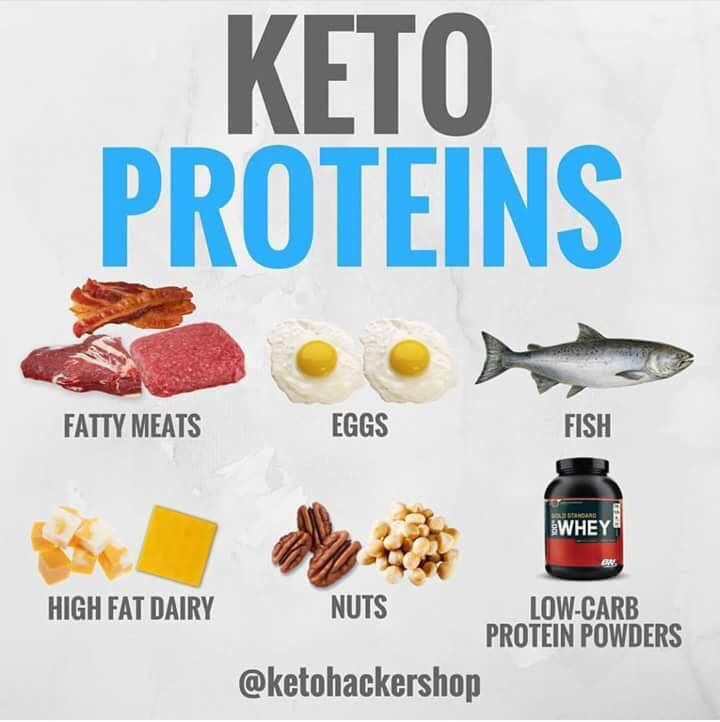 KETO
PROTEINS
FATTY MEATS
EGGS
FISH
GOLD STANDARD
100% WHEY
ON
HIGH FAT DAIRY
NUTS
LOW-CARB
PROTEIN POWDERS
@ketohackershop